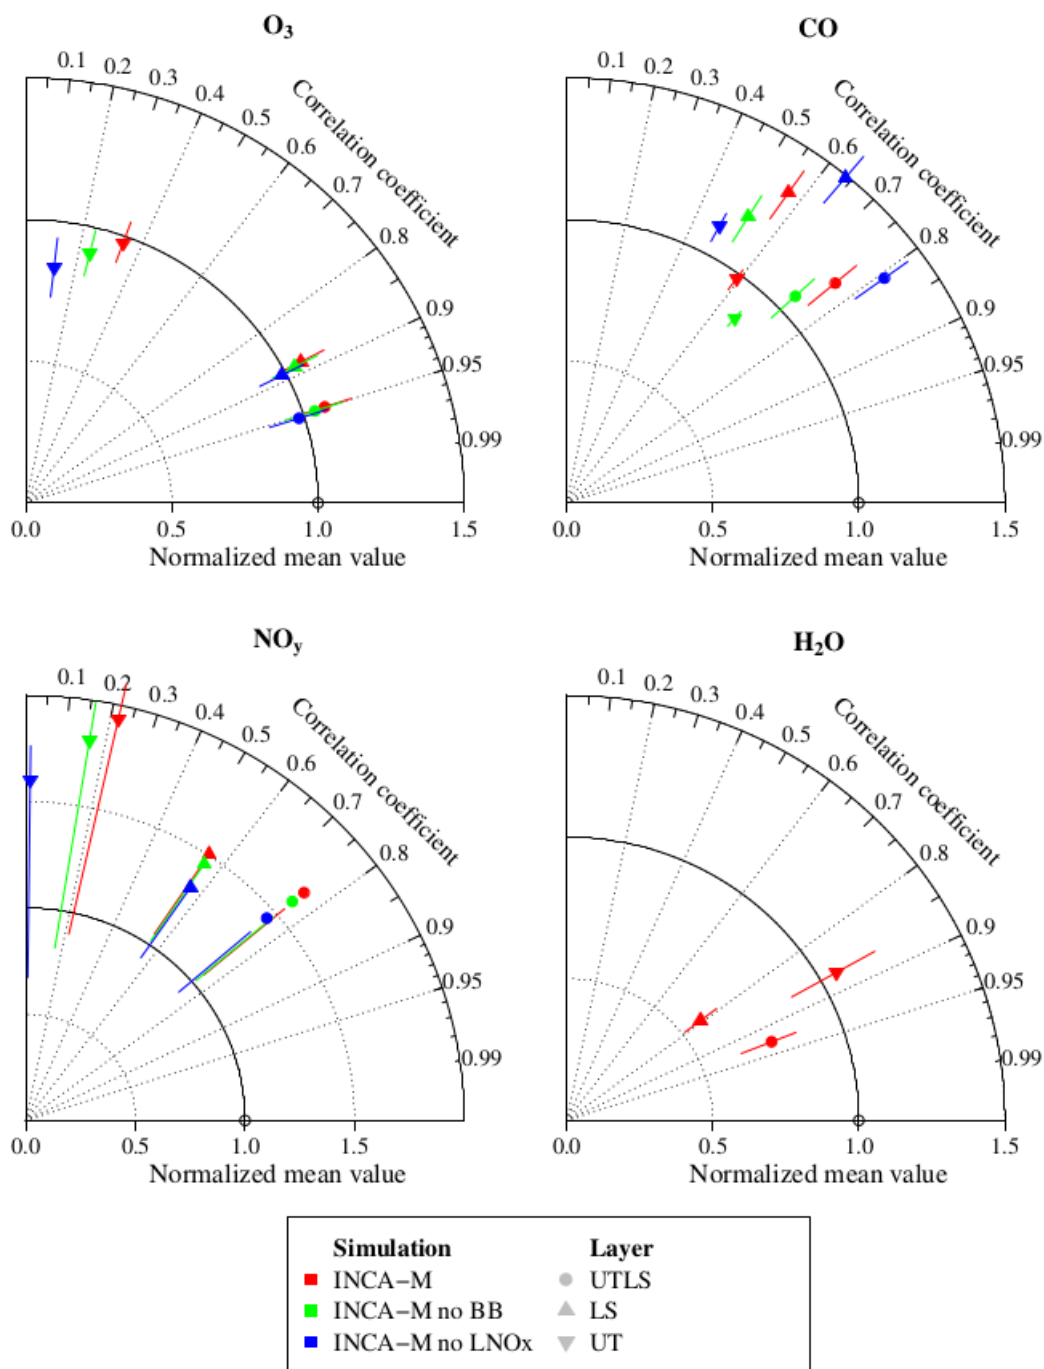 O3
0.1 0.2 0.3 0.4 0.5 0.6 0.7 0.8 0.9 0.95 0.99
Correlation coefficient
0.0 0.5 1.0 1.5
Normalized mean value
CO
0.1 0.2 0.3 0.4 0.5 0.6 0.7 0.8 0.9 0.95 0.99
Correlation coefficient
0.0 0.5 1.0 1.5
Normalized mean value
NOy
0.1 0.2 0.3 0.4 0.5 0.6 0.7 0.8 0.9 0.95 0.99
Correlation coefficient
0.0 0.5 1.0 1.5
Normalized mean value
H2O
0.1 0.2 0.3 0.4 0.5 0.6 0.7 0.8 0.9 0.95 0.99
Correlation coefficient
0.0 0.5 1.0 1.5
Normalized mean value
Simulation Layer
INCA−M UTLS
INCA−M no BB LS
INCA−M no LNOx UT